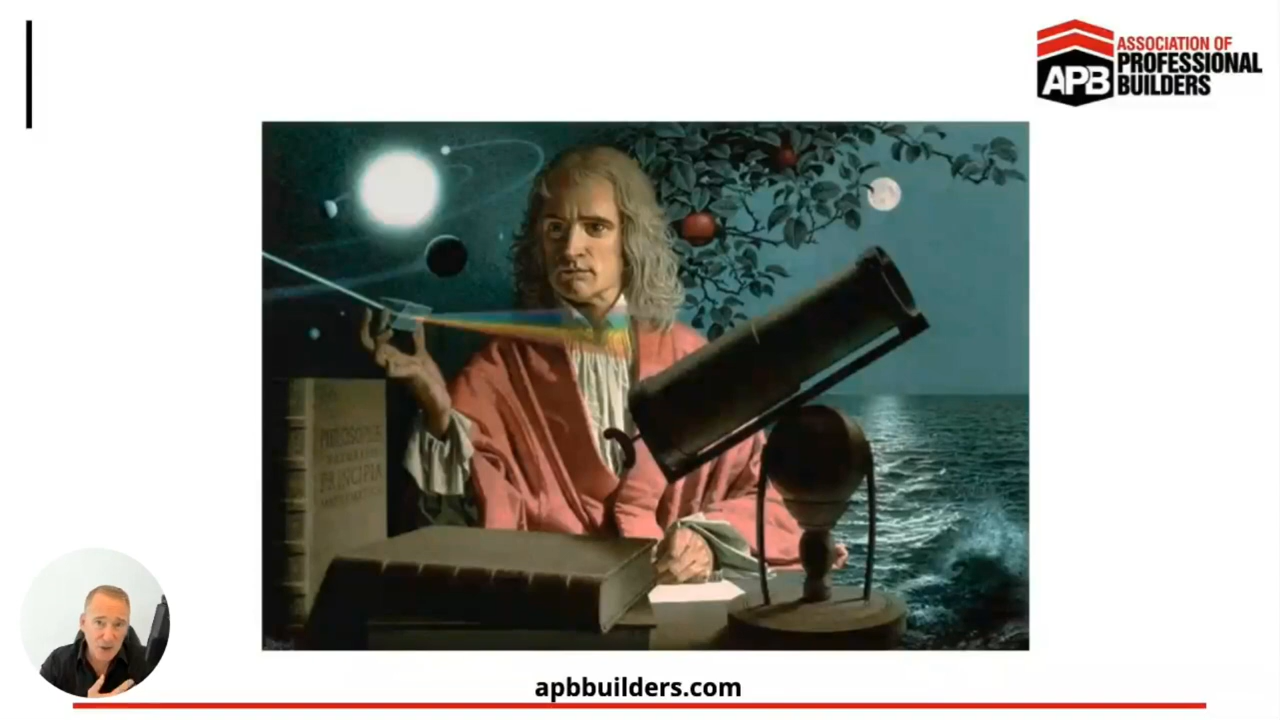 ASSOCIATION OF
PROFESSIONAL
BUILDERS
APB
PRINCIPIA
apbbuilders.com